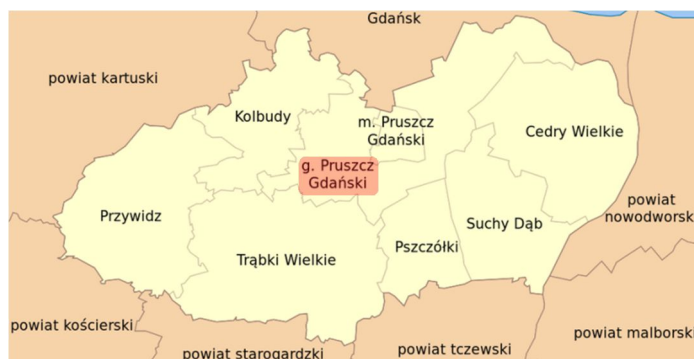 Gdańsk
powiat kartuski
Kolbudy
m. Pruszcz
Gdański
Cedry Wielkie
g. Pruszcz
Gdański
Przywidz
powiat
nowodworsk
Suchy Dąb
Pszczółki
Trąbki Wielkie
powiat kościerski
powiat malborski
powiat tczewski
powiat starogardzki